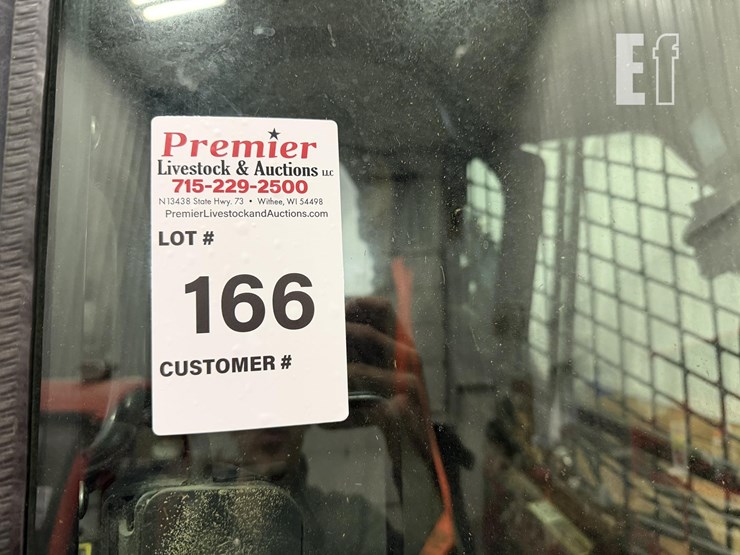 Ef
Premier
Livestock & Auctions LLC
715-229-2500
N13438 State Hwy. 73 • Withee, WI 54498
PremierLivestockandAuctions.com
LOT #
166
CUSTOMER #